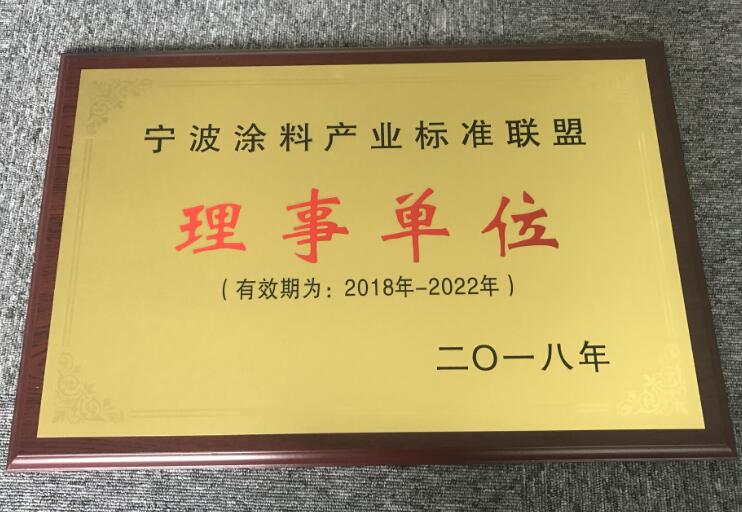 宁波涂料产业标准联盟
理事单位
（有效期为：2018年-2022年）
二〇一八年